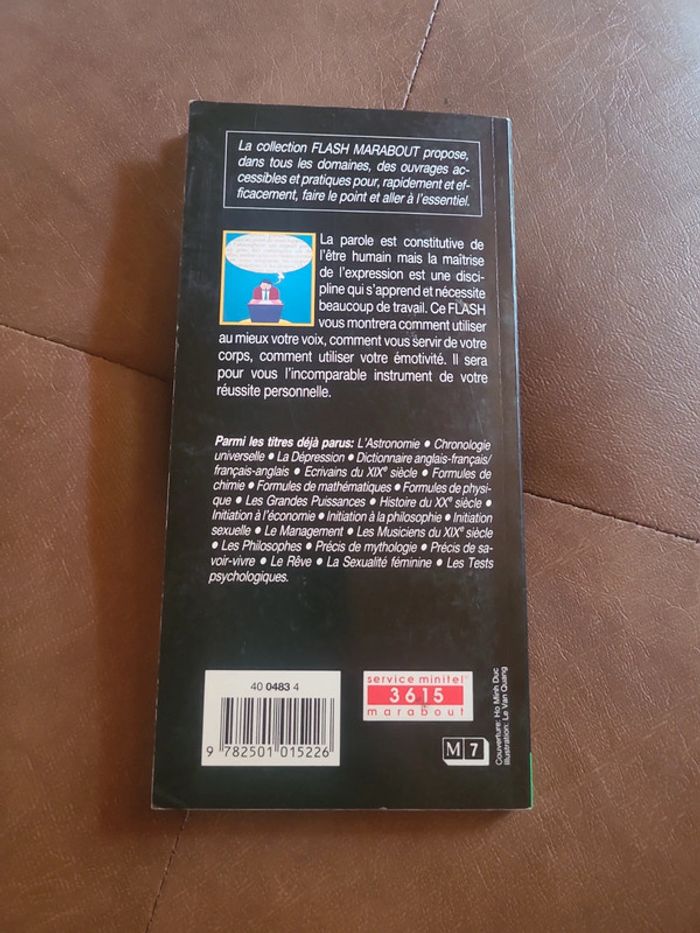 La collection FLASH MARABOUT propose,
dans tous les domaines, des ouvrages ac-
cessibles et pratiques pour, rapidement et ef-
ficacement, faire le point et aller à l'essentiel.
La parole est constitutive de
l'être humain mais la maîtrise
de l'expression est une disci-
pline qui s'apprend et nécessite
beaucoup de travail. Ce FLASH
vous montrera comment utiliser
au mieux votre voix, comment vous servir de votre
corps, comment utiliser votre émotivité. Il sera
pour vous l'incomparable instrument de votre
réussite personnelle.
Parmi les titres déjà parus: L'Astronomie • Chronologie
universelle • La Dépression • Dictionnaire anglais-français/
français-anglais • Ecrivains du XIXe siècle • Formules de
chimie • Formules de mathématiques • Formules de physi-
que • Les Grandes Puissances • Histoire du XXe siècle •
Initiation à l'économie • Initiation à la philosophie • Initiation
sexuelle • Le Management • Les Musiciens du XIXe siècle
• Les Philosophes • Précis de mythologie • Précis de sa-
voir-vivre • Le Rêve • La Sexualité féminine • Les Tests
psychologiques.
40 0483 4
9 782501 015226
service minitel
3615
marabout
M 7
Couverture: Ho Minh Duc
Illustration: Le Van Quang